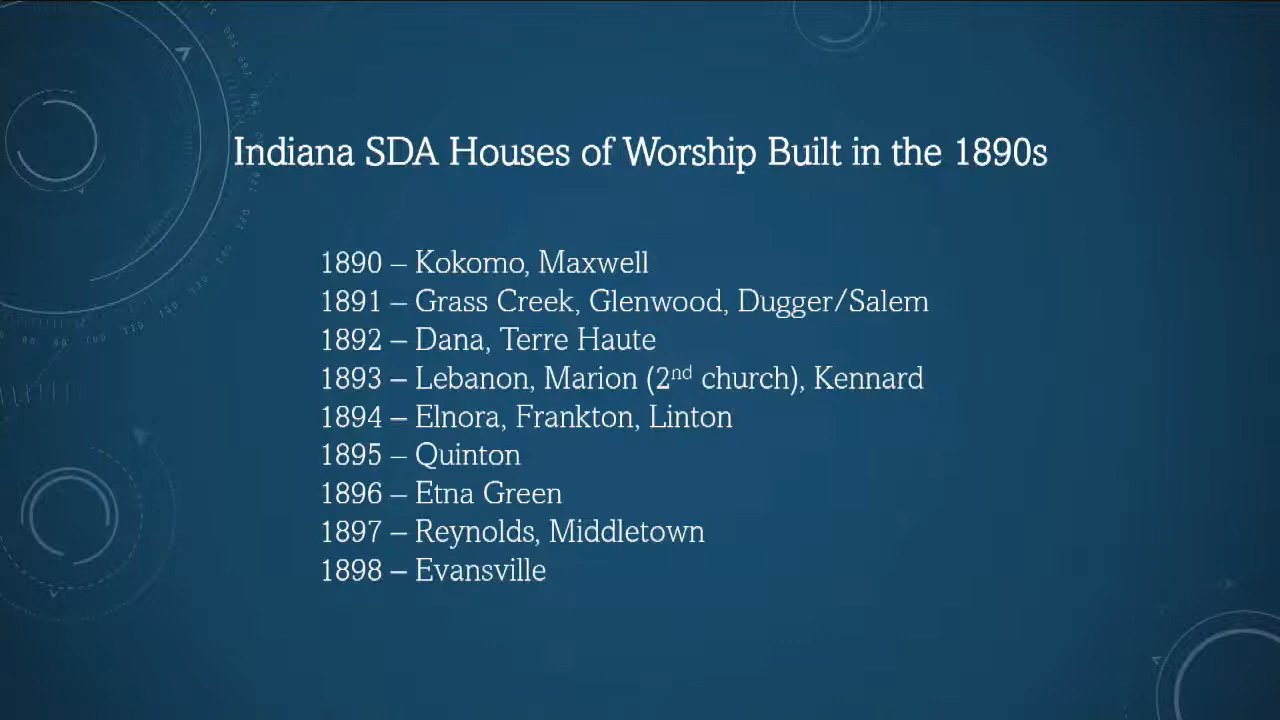 Indiana SDA Houses of Worship Built in the 1890s
1890 – Kokomo, Maxwell
1891 – Grass Creek, Glenwood, Dugger/Salem
1892 – Dana, Terre Haute
1893 – Lebanon, Marion (2nd church), Kennard
1894 – Elnora, Frankton, Linton
1895 – Quinton
1896 – Etna Green
1897 – Reynolds, Middletown
1898 – Evansville